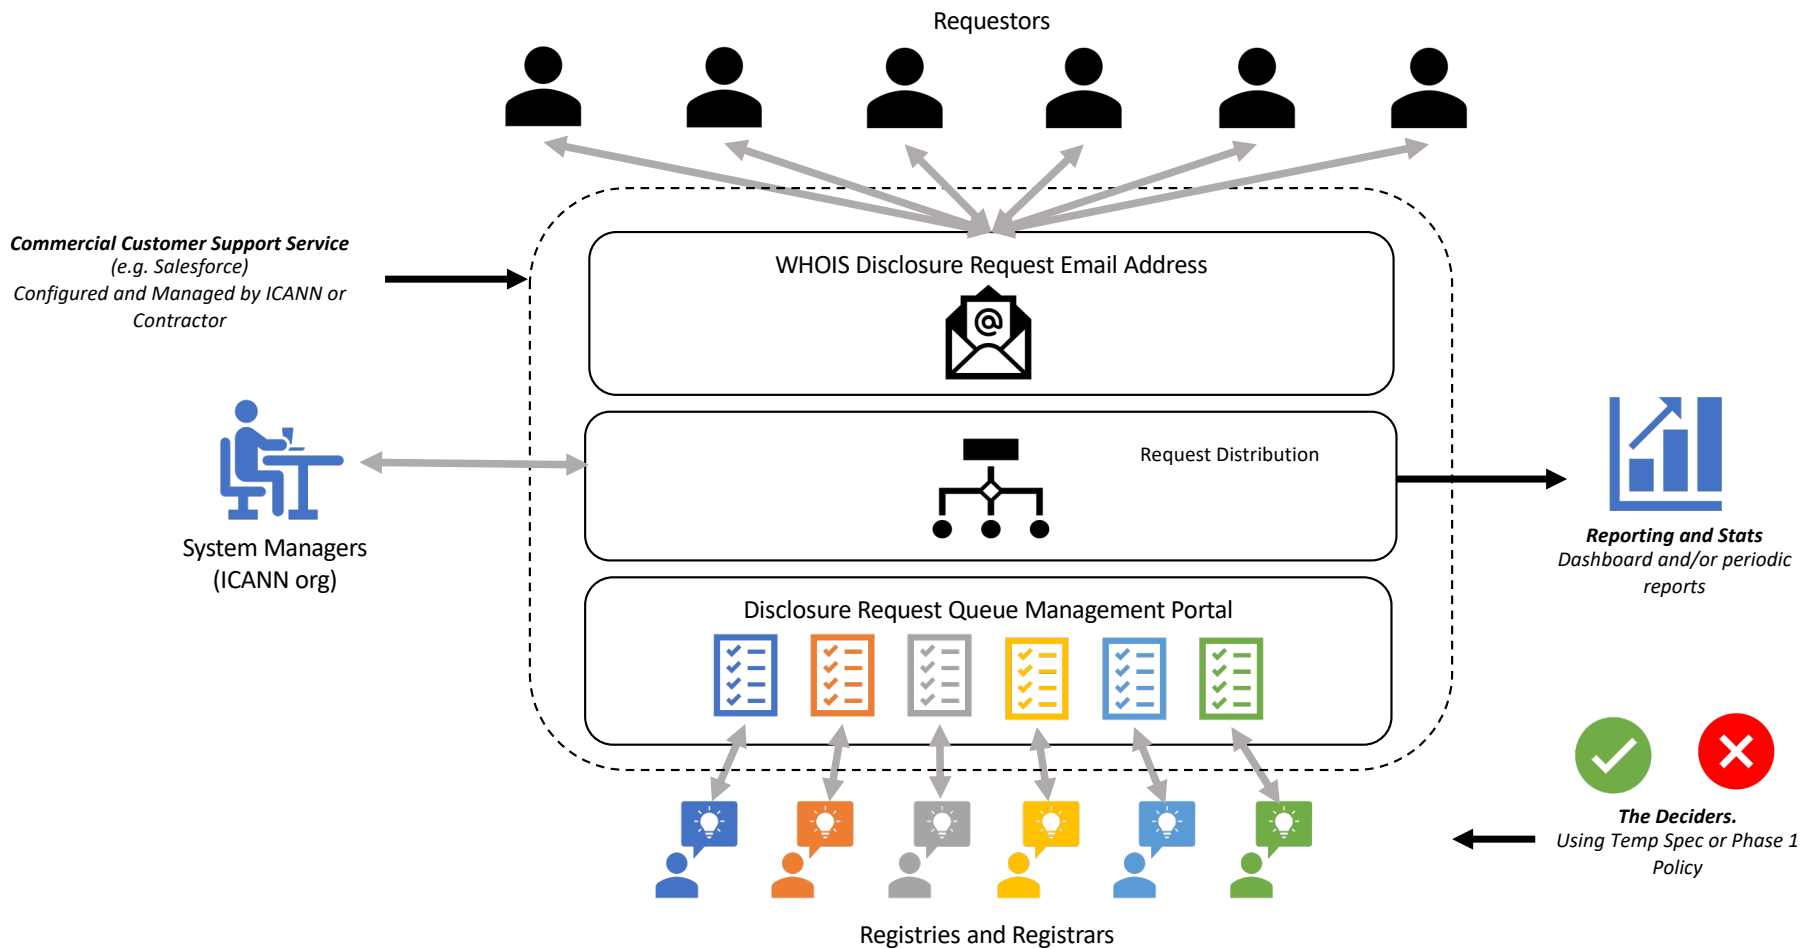 Requestors
Commercial Customer Support Service
(e.g. Salesforce)
Configured and Managed by ICANN or
Contractor
WHOIS Disclosure Request Email Address
@
Request Distribution
System Managers
(ICANN org)
Reporting and Stats
Dashboard and/or periodic
reports
Disclosure Request Queue Management Portal
The Deciders.
Using Temp Spec or Phase 1
Policy
Registries and Registrars